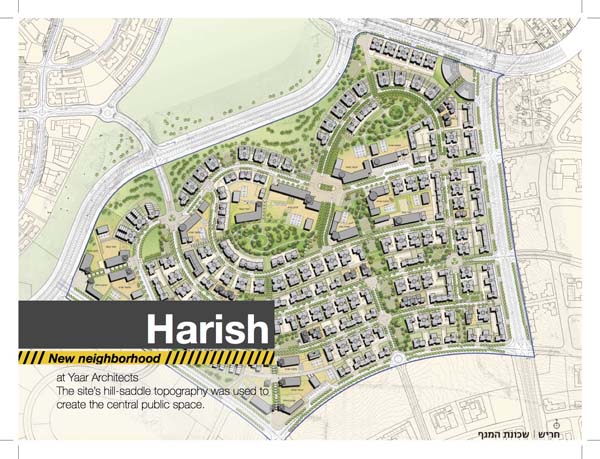 Harish
New neighborhood
at Yaar Architects
The site's hill-saddle topography was used to
create the central public space.
חריש | שכונת המנף